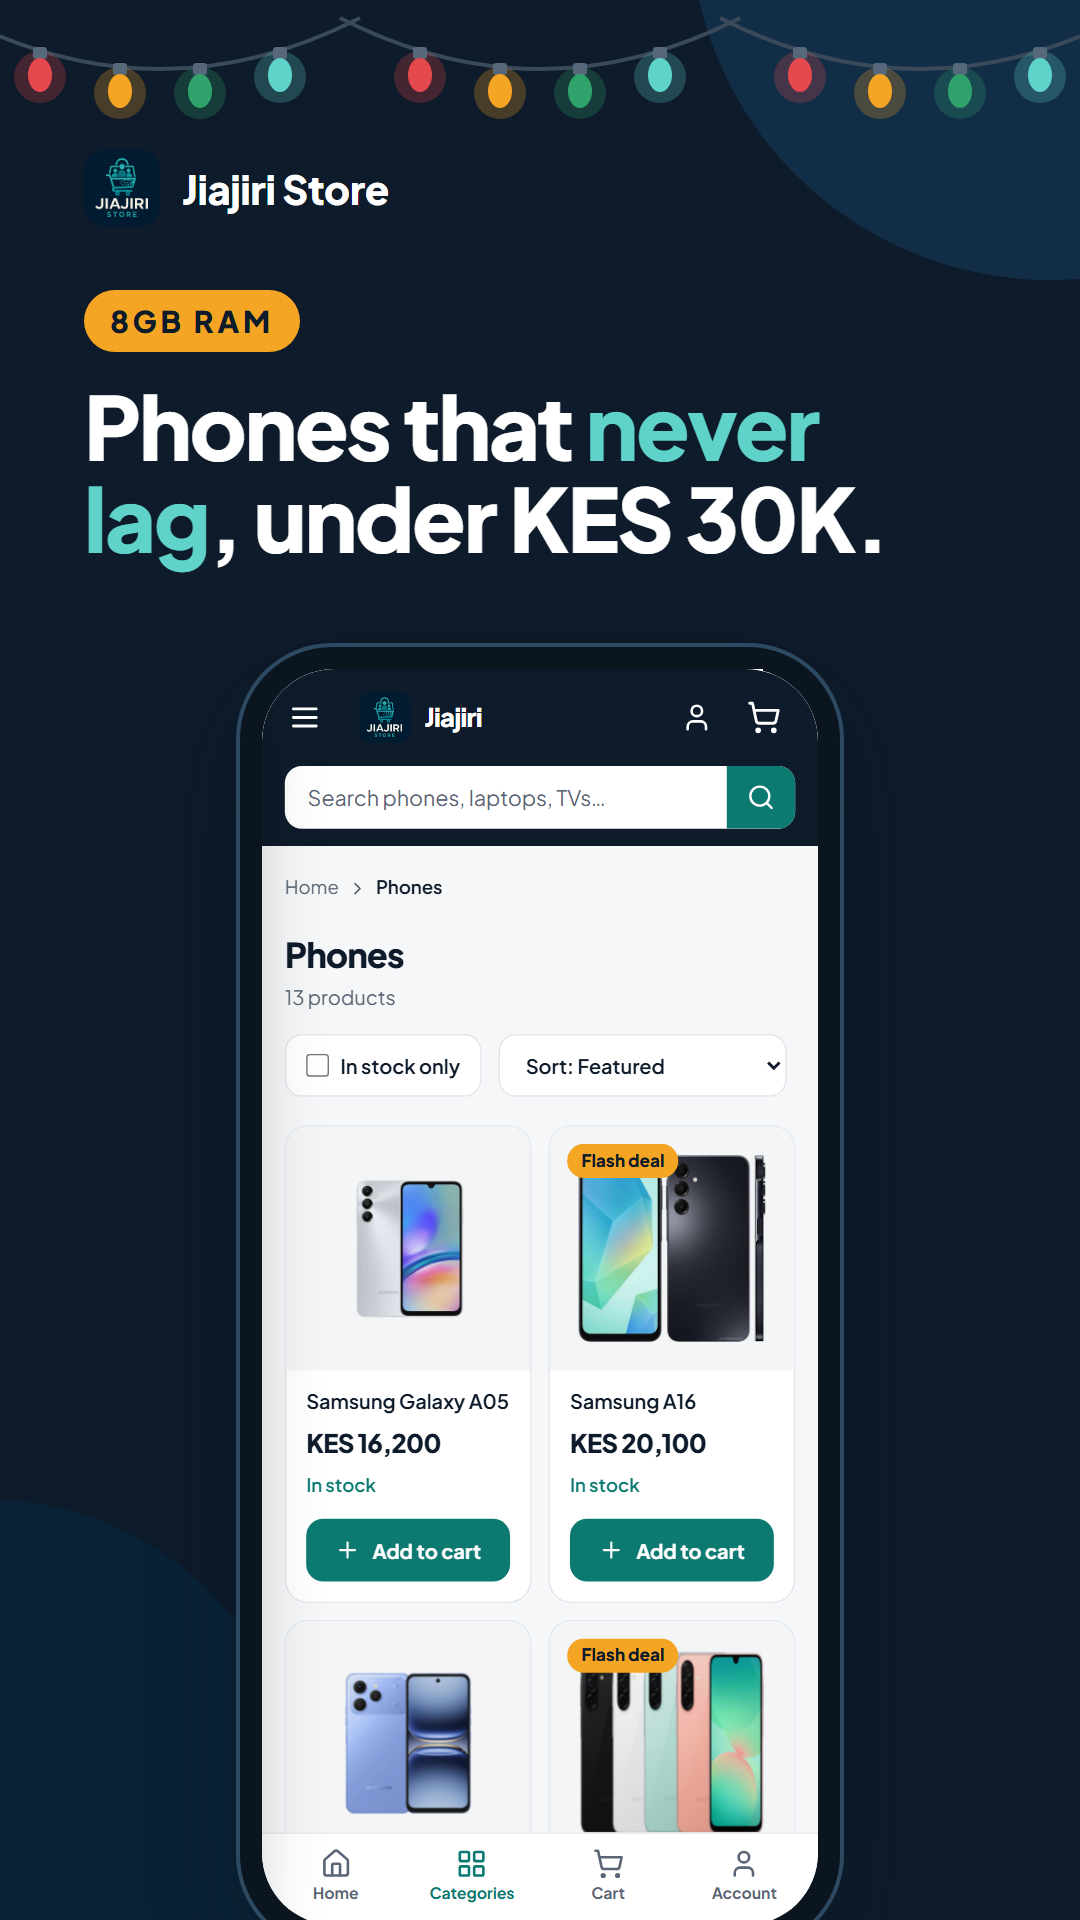 JIAJIRI
STORE
Jiajiri Store
8GB RAM
Phones that never
lag, under KES 30K.
JIAJIRI
STORE
Jiajiri
Search phones, laptops, TVs...
Home > Phones
Phones
13 products
In stock only
Sort: Featured
Flash deal
Samsung Galaxy A05
KES 16,200
In stock
Add to cart
Samsung A16
KES 20,100
In stock
Add to cart
Flash deal
Home
Categories
Cart
Account